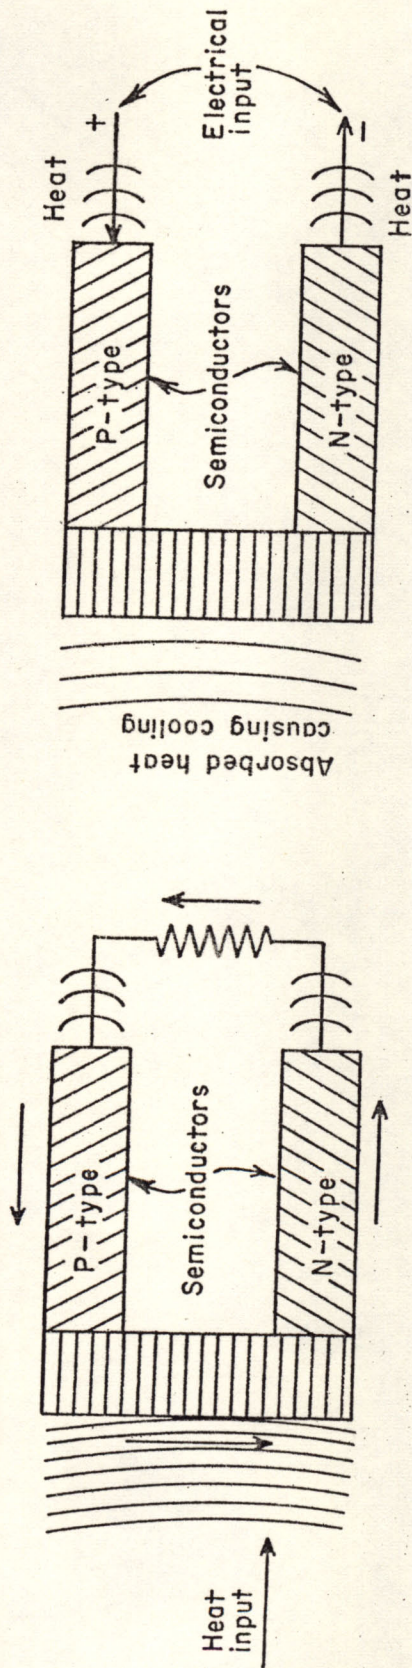 Heat
input
P-type
Semiconductors
N-type
Absorbed heat
causing cooling
P-type
Semiconductors
N-type
Heat
+
Electrical
input
−
Heat